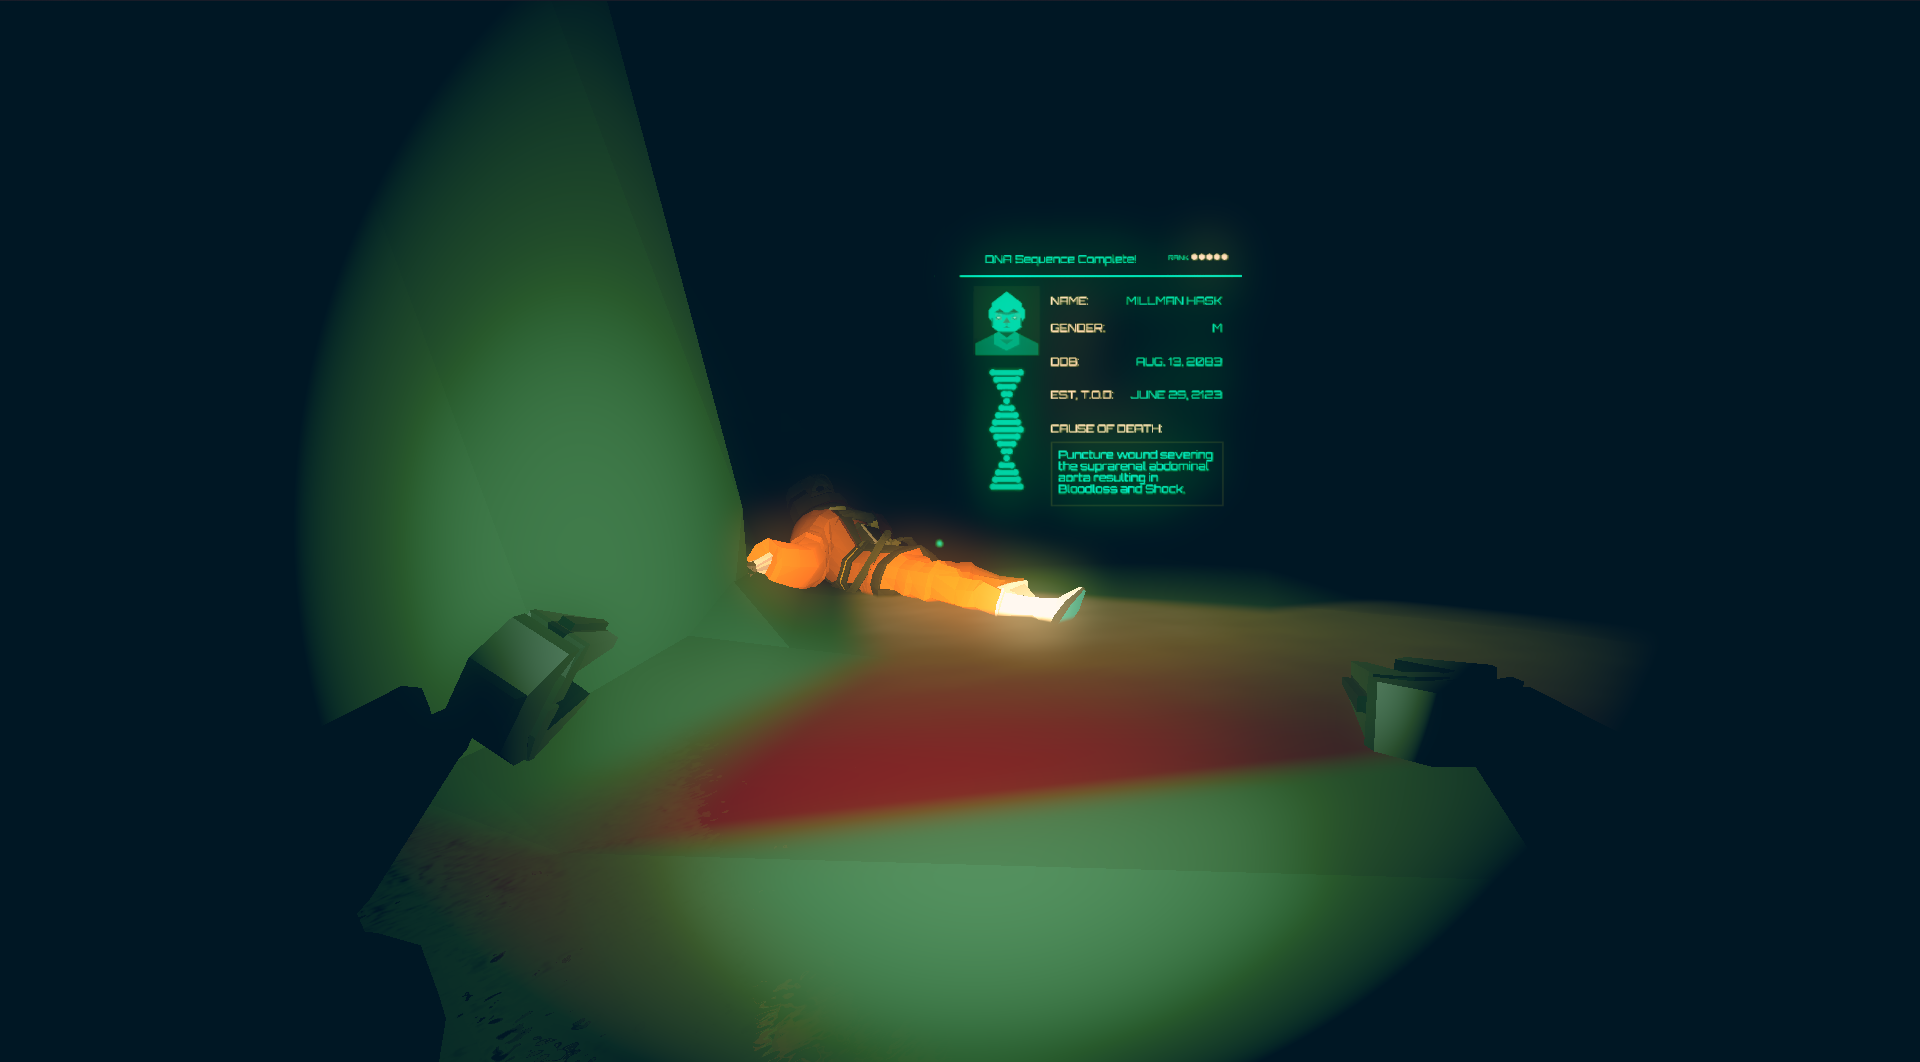 DNA Sequence Complete! RANK
NAME: MILLMAN HASK
GENDER: M
DOB: AUG. 13, 2083
EST. T.O.D: JUNE 25, 2123
CAUSE OF DEATH:
Puncture wound severing
the suprarenal abdominal
aorta resulting in
Bloodloss and Shock.